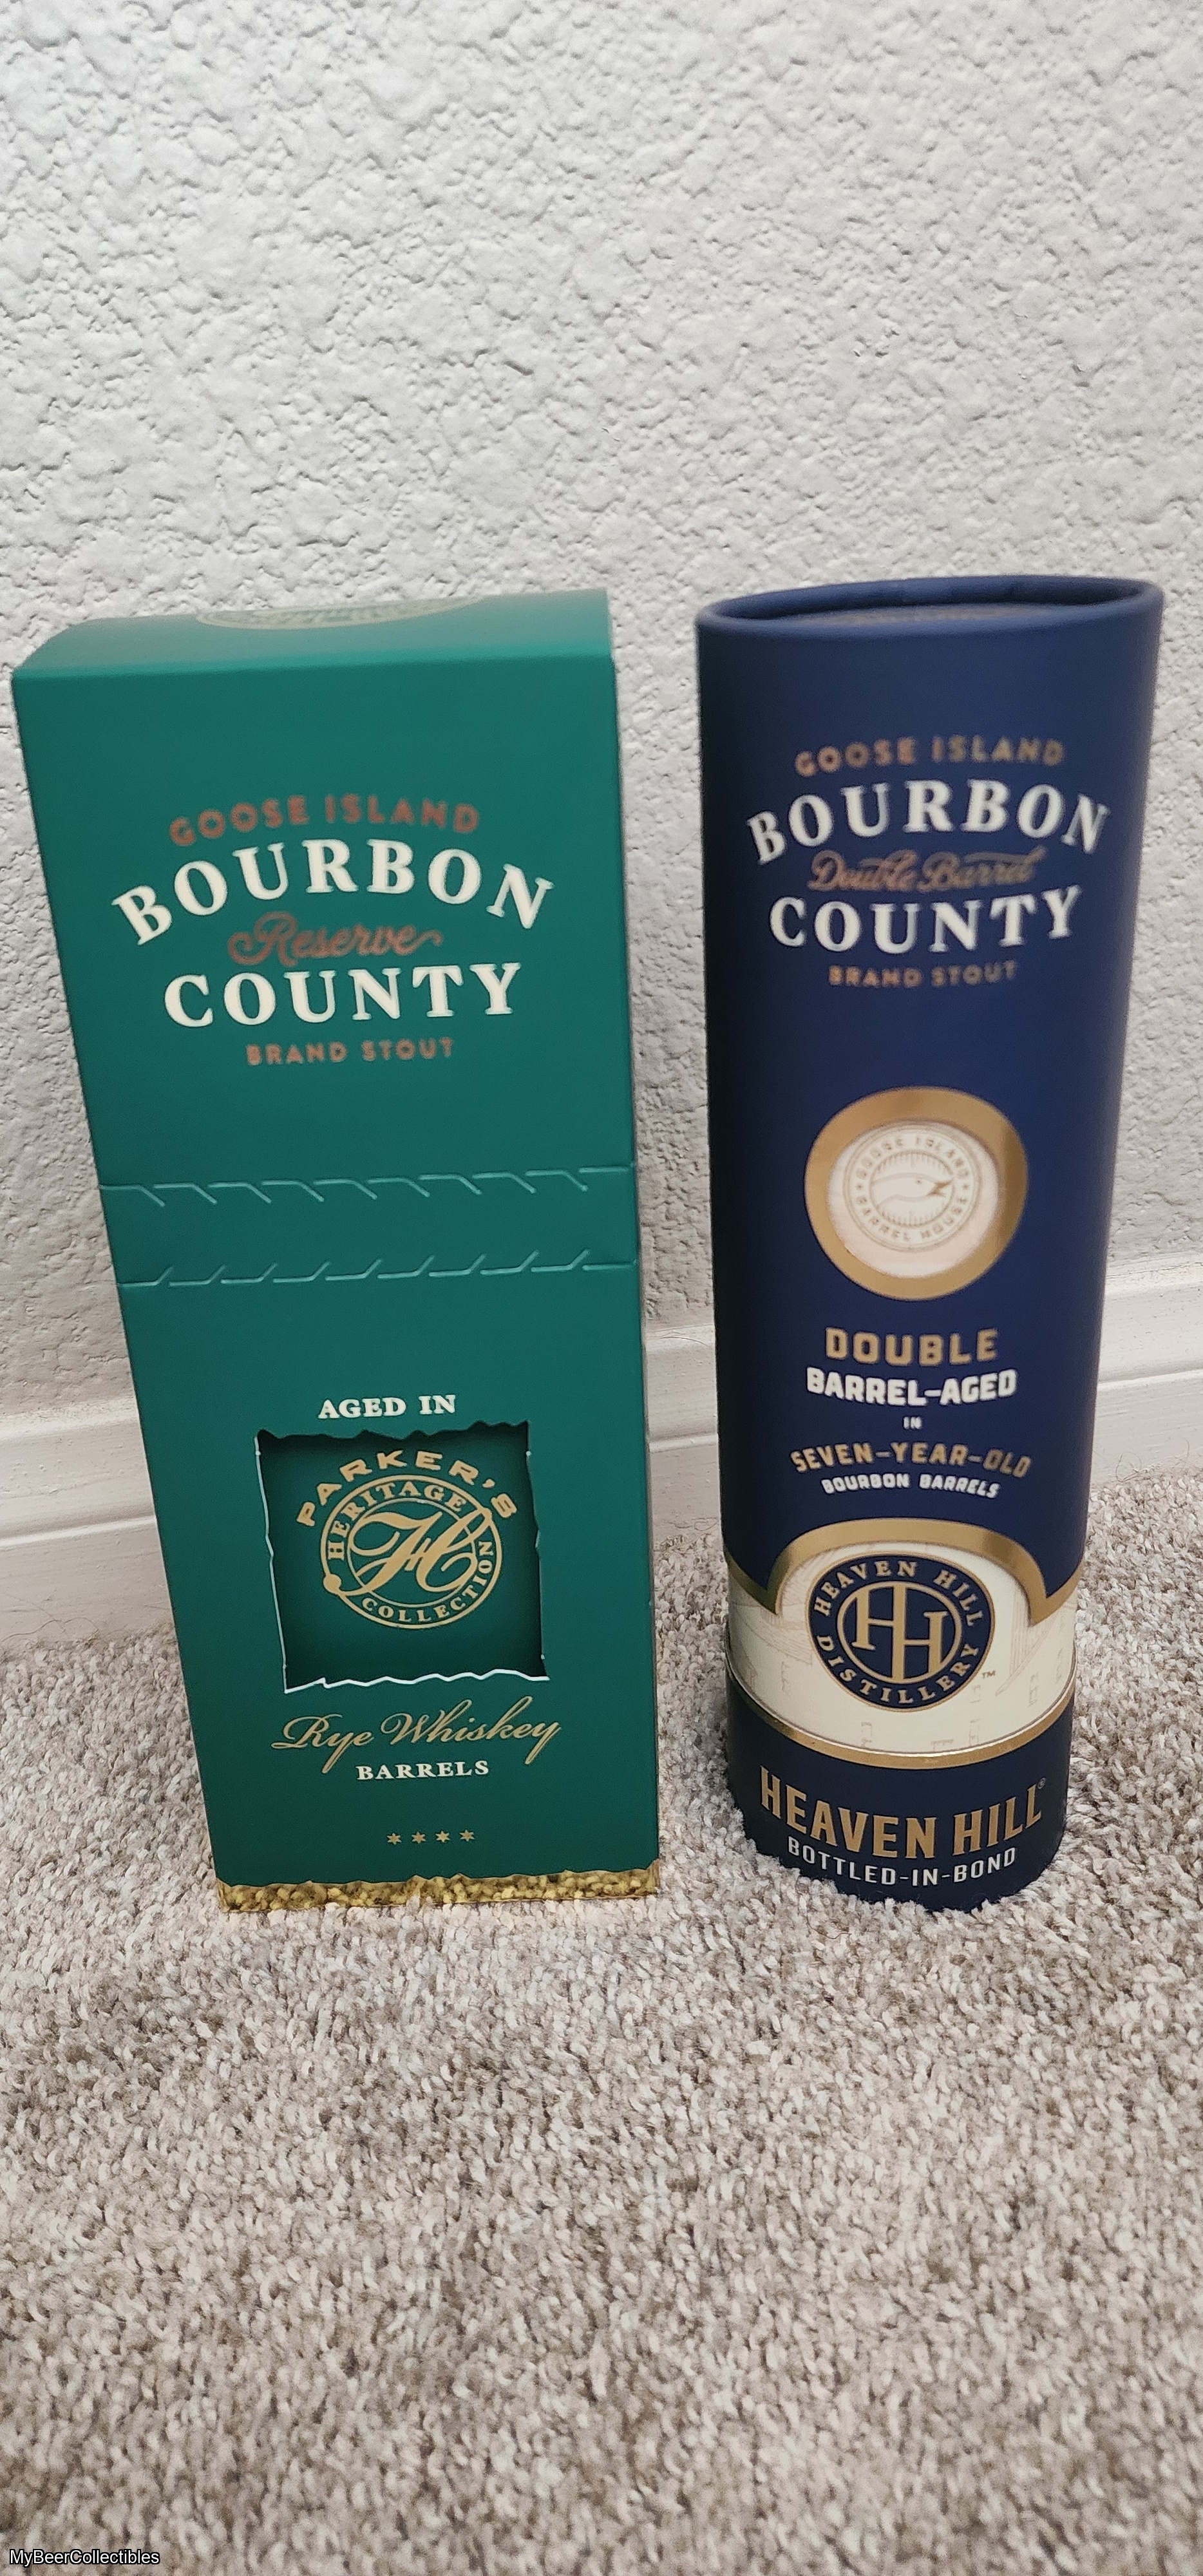 GOOSE ISLAND
BOURBON
Reserve
COUNTY
BRAND STOUT
AGED IN
PARKER'S
HERITAGE
H
COLLECTION
Rye Whiskey
BARRELS
GOOSE ISLAND
BOURBON
Double Barrel
COUNTY
BRAND STOUT
GOOSE ISLAND
BARREL HOUSE
DOUBLE
BARREL-AGED
IN
SEVEN-YEAR-OLD
BOURBON BARRELS
HEAVEN HILL
HH
DISTILLERY™
HEAVEN HILL®
BOTTLED-IN-BOND
MyBeerCollectibles